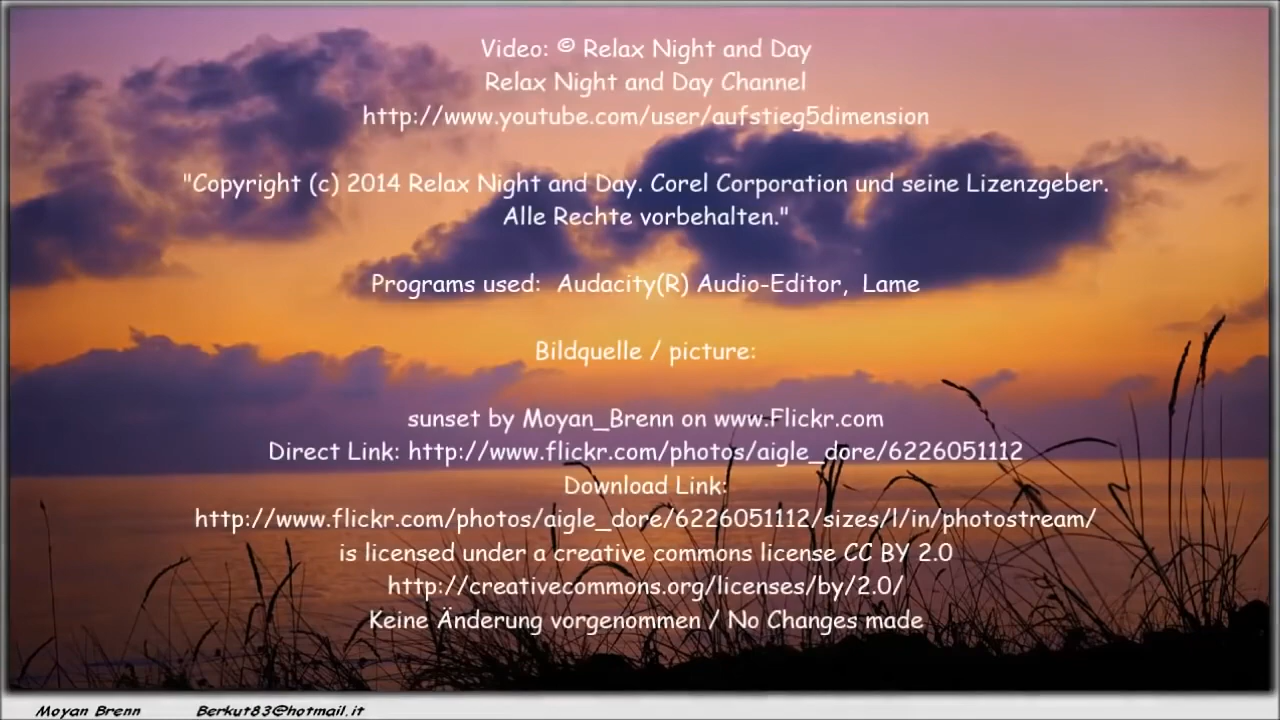 Video: © Relax Night and Day
Relax Night and Day Channel
http://www.youtube.com/user/aufstieg5dimension
"Copyright (c) 2014 Relax Night and Day. Corel Corporation und seine Lizenzgeber.
Alle Rechte vorbehalten."
Programs used:  Audacity(R) Audio-Editor,  Lame
Bildquelle / picture:
sunset by Moyan_Brenn on www.Flickr.com
Direct Link: http://www.flickr.com/photos/aigle_dore/6226051112
Download Link:
http://www.flickr.com/photos/aigle_dore/6226051112/sizes/l/in/photostream/
is licensed under a creative commons license CC BY 2.0
http://creativecommons.org/licenses/by/2.0/
Keine Änderung vorgenommen / No Changes made
Moyan Brenn Berkut83@hotmail.it